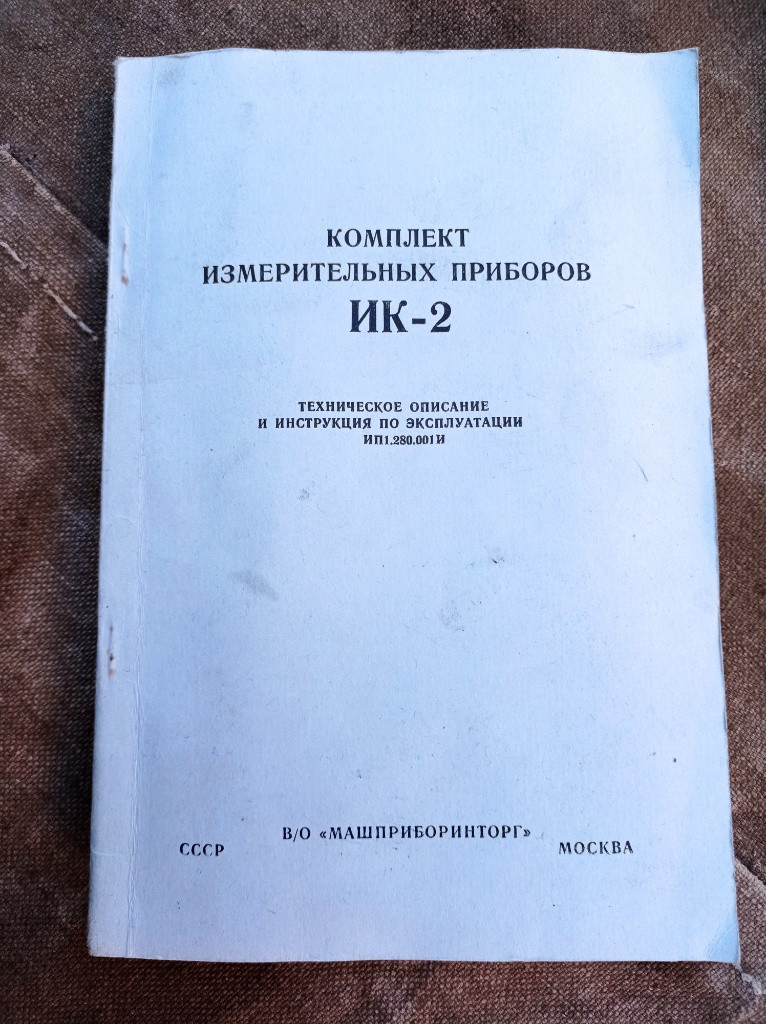 КОМПЛЕКТ
ИЗМЕРИТЕЛЬНЫХ ПРИБОРОВ
ИК-2
ТЕХНИЧЕСКОЕ ОПИСАНИЕ
И ИНСТРУКЦИЯ ПО ЭКСПЛУАТАЦИИ
ИП1.280.001И
В/О «МАШПРИБОРИНТОРГ»
СССР МОСКВА